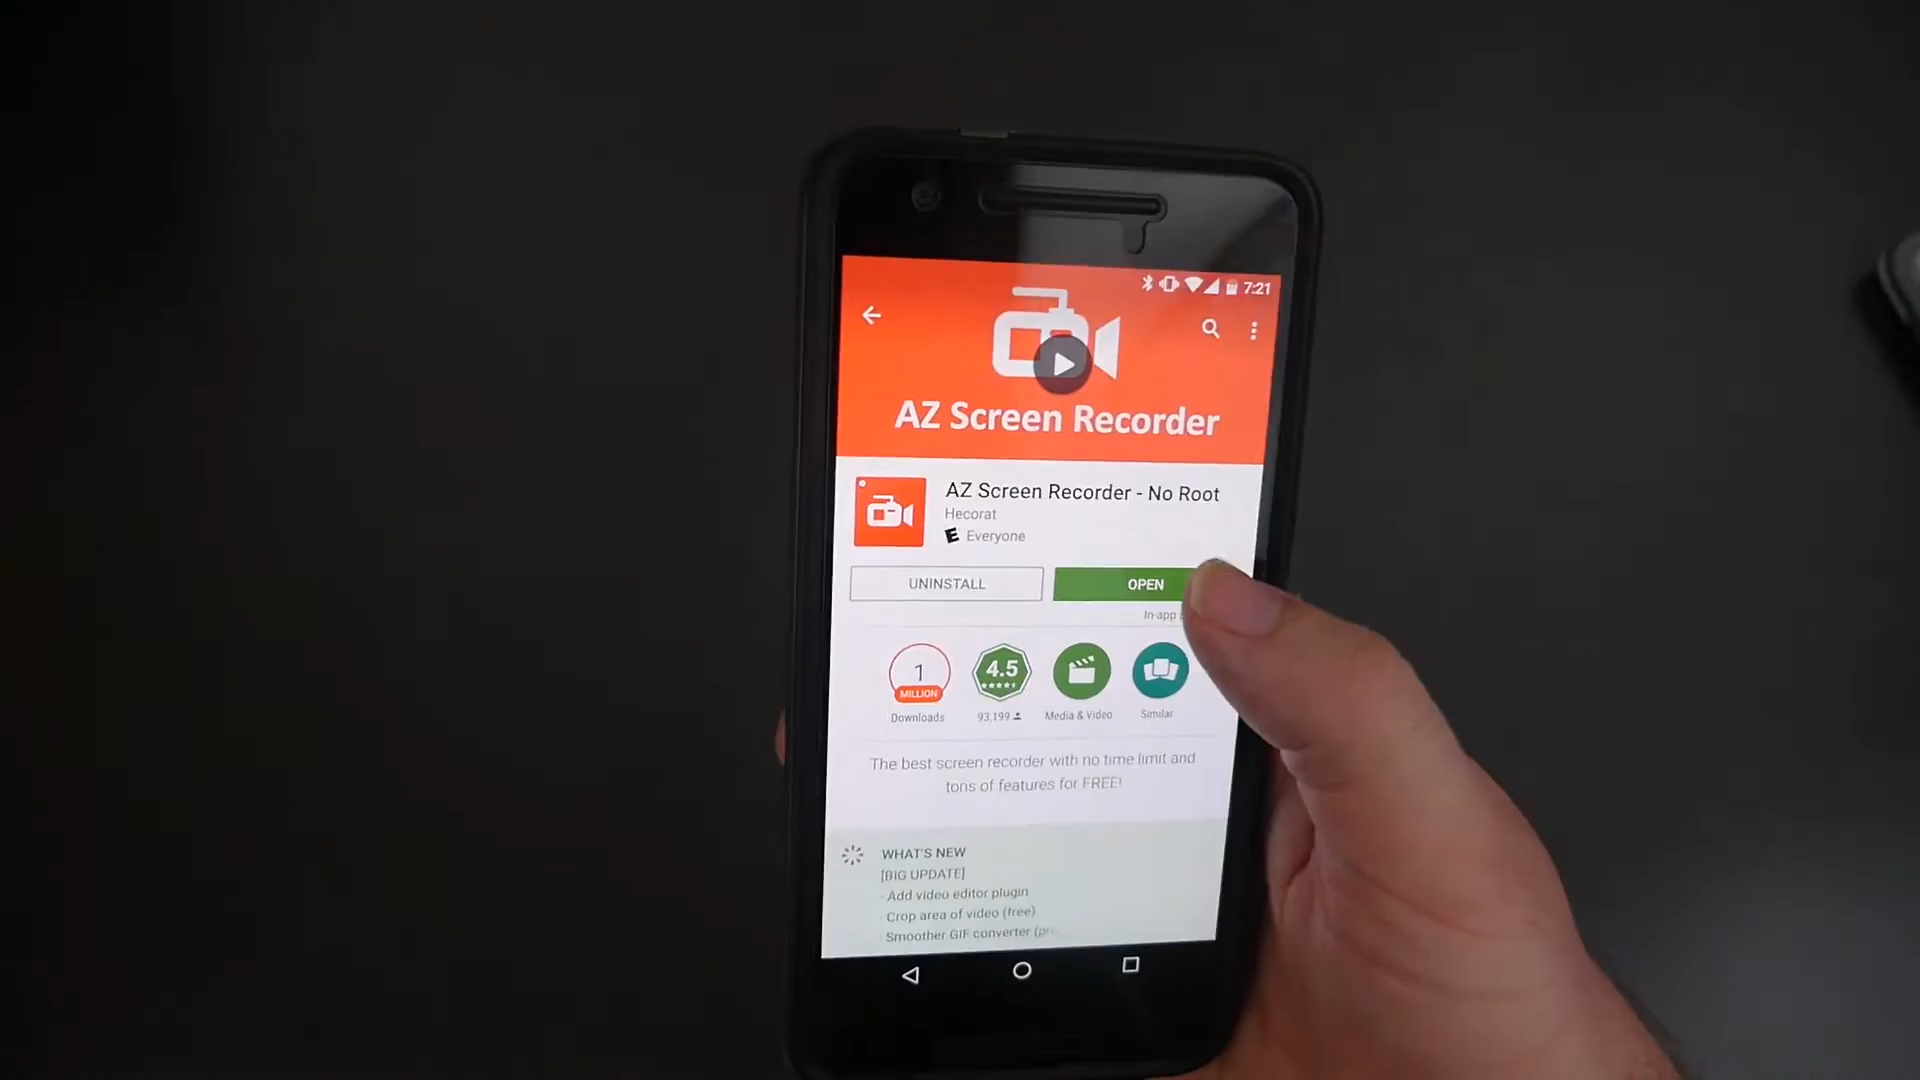 7:21
AZ Screen Recorder
AZ Screen Recorder - No Root
Hecorat
E Everyone
UNINSTALL
OPEN
In-app
1
MILLION
4.5
Downloads
93,199
Media & Video
Similar
The best screen recorder with no time limit and
tons of features for FREE!
WHAT'S NEW
[BIG UPDATE]
- Add video editor plugin
- Crop area of video (free)
- Smoother GIF converter